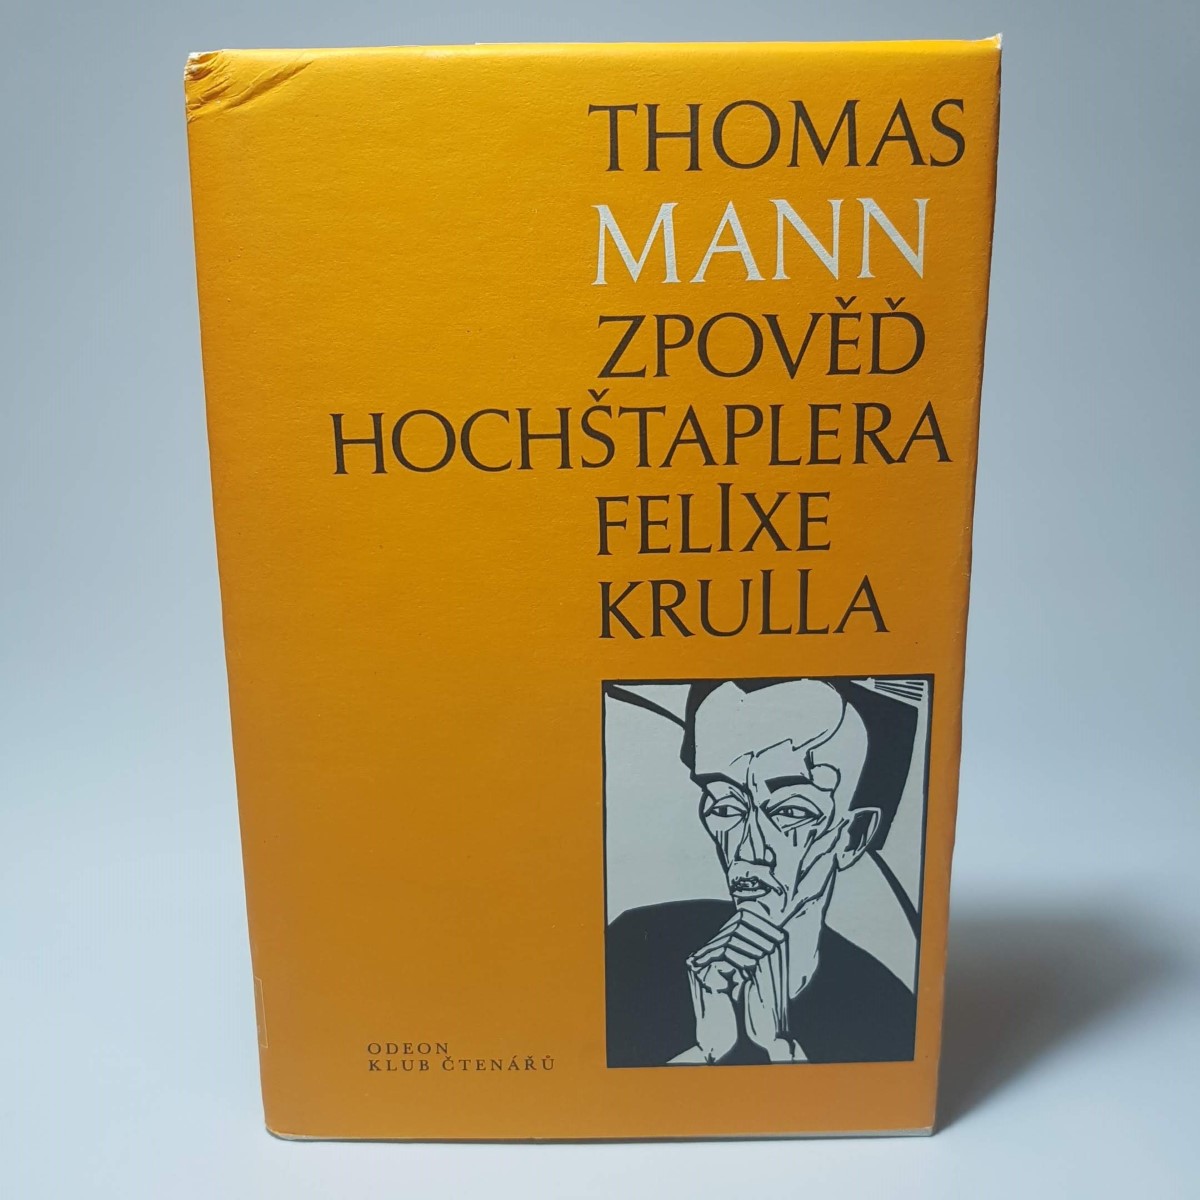 THOMAS
MANN
ZPOVĚĎ
HOCHŠTAPLERA
FELIXE
KRULLA
ODEON
KLUB ČTENÁŘŮ